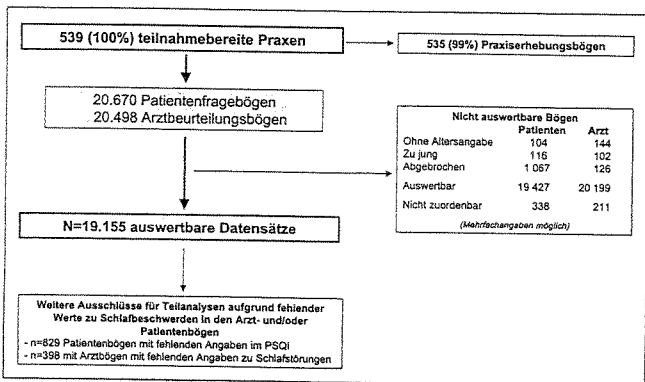 539 (100%) teilnahmebereite Praxen
535 (99%) Praxiserhebungsbögen
20.670 Patientenfragebögen
20.498 Arztbeurteilungsbögen
Nicht auswertbare Bögen
Patienten Arzt
Ohne Altersangabe 104 144
Zu jung 116 102
Abgebrochen 1 067 126
Auswertbar 19 427 20 199
Nicht zuordenbar 338 211
(Mehrfachangaben möglich)
N=19.155 auswertbare Datensätze
Weitere Ausschlüsse für Teilanalysen aufgrund fehlender
Werte zu Schlafbeschwerden in den Arzt- und/oder
Patientenbögen
- n=829 Patientenbögen mit fehlenden Angaben im PSQI
- n=398 mit Arztbögen mit fehlenden Angaben zu Schlafstörungen